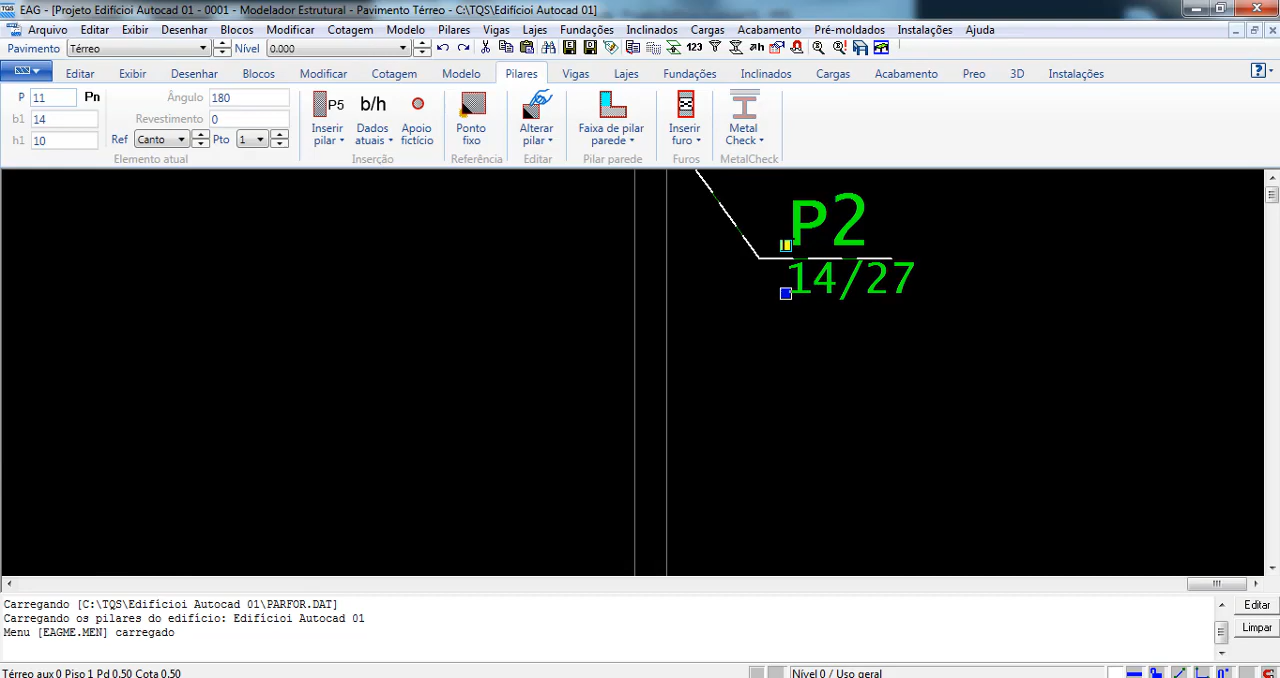 EAG - [Projeto Edifícioi Autocad 01 - 0001 - Modelador Estrutural - Pavimento Térreo - C:\TQS\Edifícioi Autocad 01]
Arquivo Editar Exibir Desenhar Blocos Modificar Cotagem Modelo Pilares Vigas Lajes Fundações Inclinados Cargas Acabamento Pré-moldados Instalações Ajuda
Pavimento Térreo Nível 0.000 123
Editar Exibir Desenhar Blocos Modificar Cotagem Modelo Pilares Vigas Lajes Fundações Inclinados Cargas Acabamento Preo 3D Instalações
P 11 Pn Ângulo 180
b1 14 Revestimento 0
h1 10 Ref Canto Pto 1
P5 b/h
Inserir pilar Dados atuais Apoio fictício Ponto fixo Alterar pilar Faixa de pilar parede Inserir furo Metal Check
Elemento atual Inserção Referência Editar Pilar parede Furos MetalCheck
P2
14/27
Carregando [C:\TQS\Edifícioi Autocad 01\PARFOR.DAT]
Carregando os pilares do edifício: Edifícioi Autocad 01
Menu [EAGME.MEN] carregado
Editar
Limpar
Térreo aux 0 Piso 1 Pd 0.50 Cota 0.50
Nível 0 / Uso geral